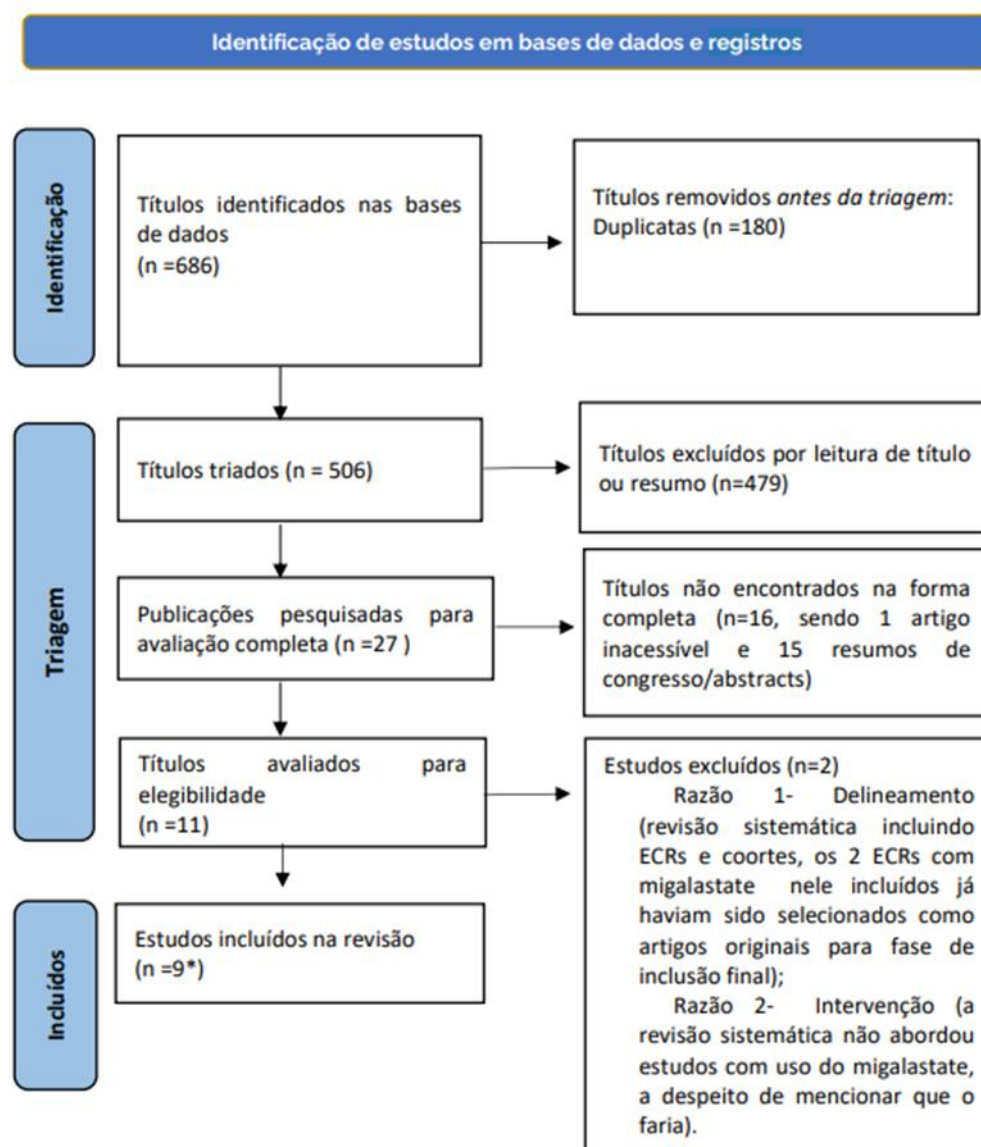 Identificação de estudos em bases de dados e registros
Identificação
Títulos identificados nas bases
de dados
(n =686)
Títulos removidos antes da triagem:
Duplicatas (n =180)
Triagem
Títulos triados (n = 506)
Títulos excluídos por leitura de título
ou resumo (n=479)
Publicações pesquisadas para
avaliação completa (n =27 )
Títulos não encontrados na forma
completa (n=16, sendo 1 artigo
inacessível e 15 resumos de
congresso/abstracts)
Títulos avaliados para
elegibilidade
(n =11)
Estudos excluídos (n=2)
Razão 1- Delineamento
(revisão sistemática incluindo
ECRs e coortes, os 2 ECRs com
migalastate nele incluídos já
haviam sido selecionados como
artigos originais para fase de
inclusão final);
Razão 2- Intervenção (a
revisão sistemática não abordou
estudos com uso do migalastate,
a despeito de mencionar que o
faria).
Incluídos
Estudos incluídos na revisão
(n =9*)